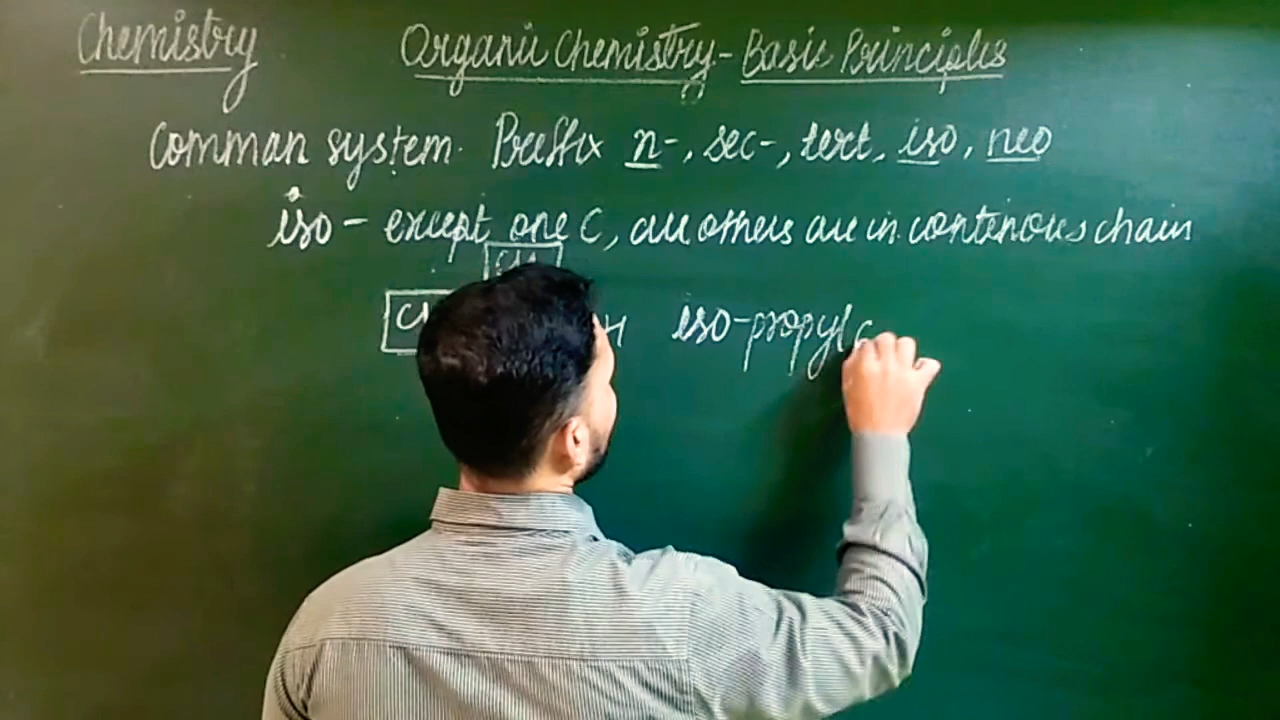 Chemistry
Organic Chemistry - Basic Principles
Comman system. Preffix n-, sec-, tert, iso, neo
iso - except one C, all others are in contenous chain
iso-propyl